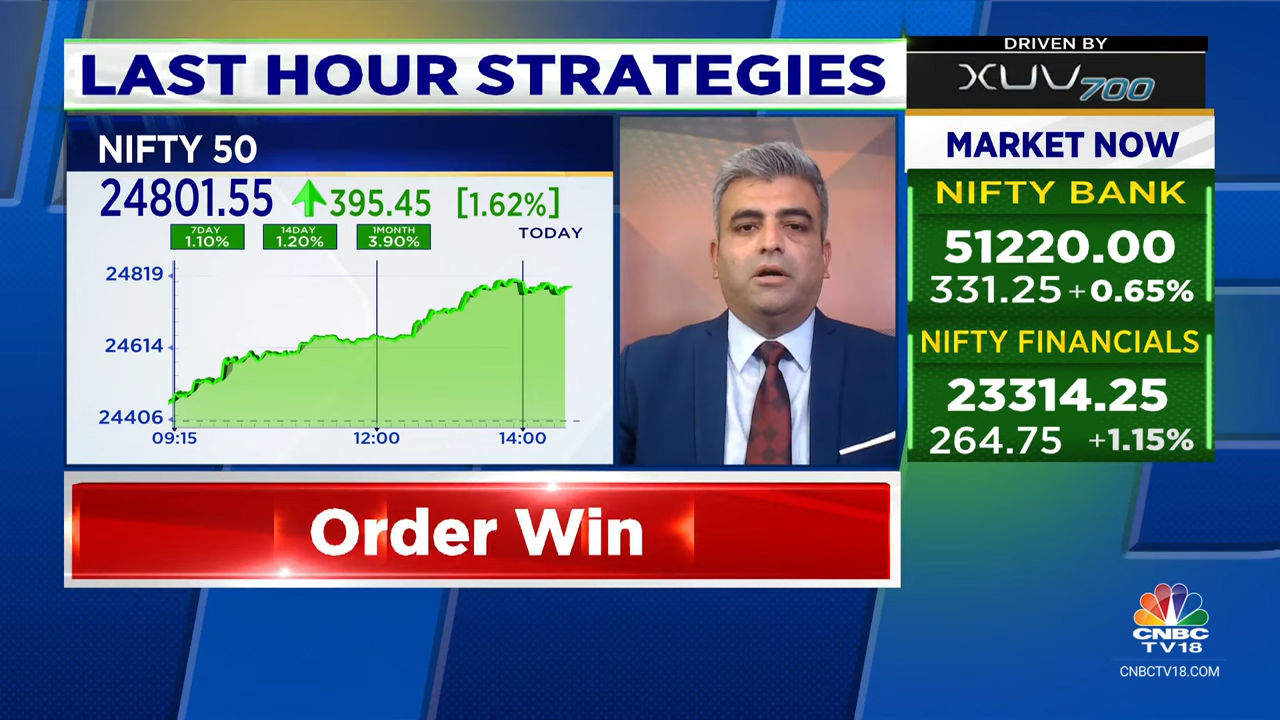 LAST HOUR STRATEGIES
DRIVEN BY
XUV700
NIFTY 50
24801.55 395.45 [1.62%]
7DAY
1.10%
14DAY
1.20%
1MONTH
3.90%
TODAY
24819
24614
24406
09:15 12:00 14:00
MARKET NOW
NIFTY BANK
51220.00
331.25 +0.65%
NIFTY FINANCIALS
23314.25
264.75 +1.15%
Order Win
CNBC
TV18
CNBCTV18.COM